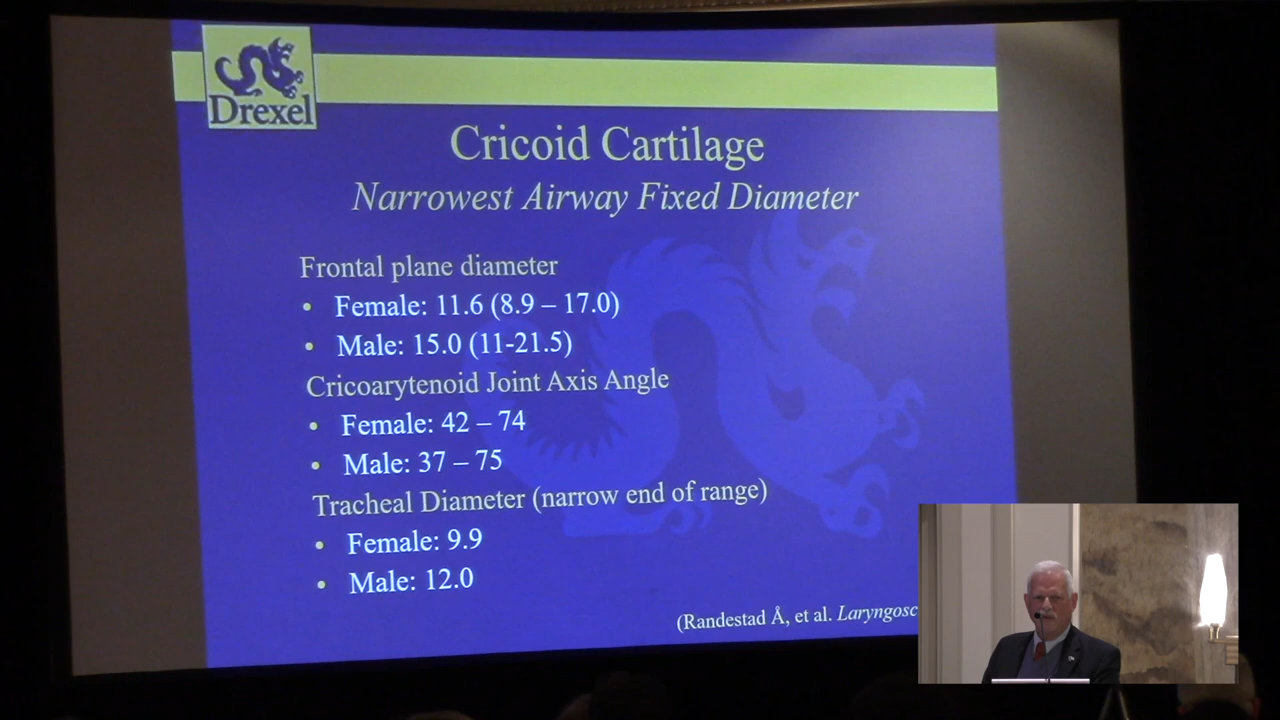 Drexel
Cricoid Cartilage
Narrowest Airway Fixed Diameter
Frontal plane diameter
• Female: 11.6 (8.9 – 17.0)
• Male: 15.0 (11-21.5)
Cricoarytenoid Joint Axis Angle
• Female: 42 – 74
• Male: 37 – 75
Tracheal Diameter (narrow end of range)
• Female: 9.9
• Male: 12.0
(Randestad Å, et al. Laryngosc